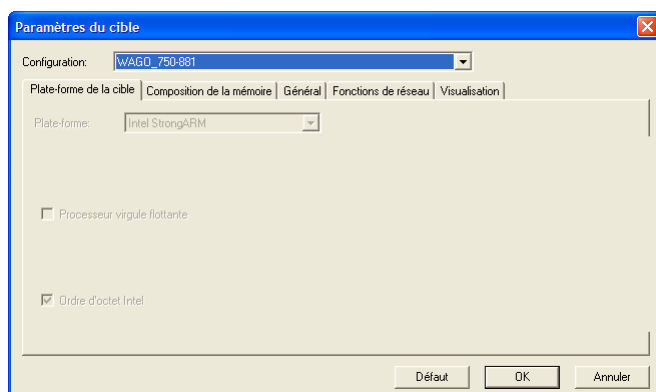 Paramètres du cible
Configuration: WAGO_750-881
Plate-forme de la cible Composition de la mémoire Général Fonctions de réseau Visualisation
Plate-forme: Intel StrongARM
Processeur virgule flottante
Ordre d'octet Intel
Défaut OK Annuler